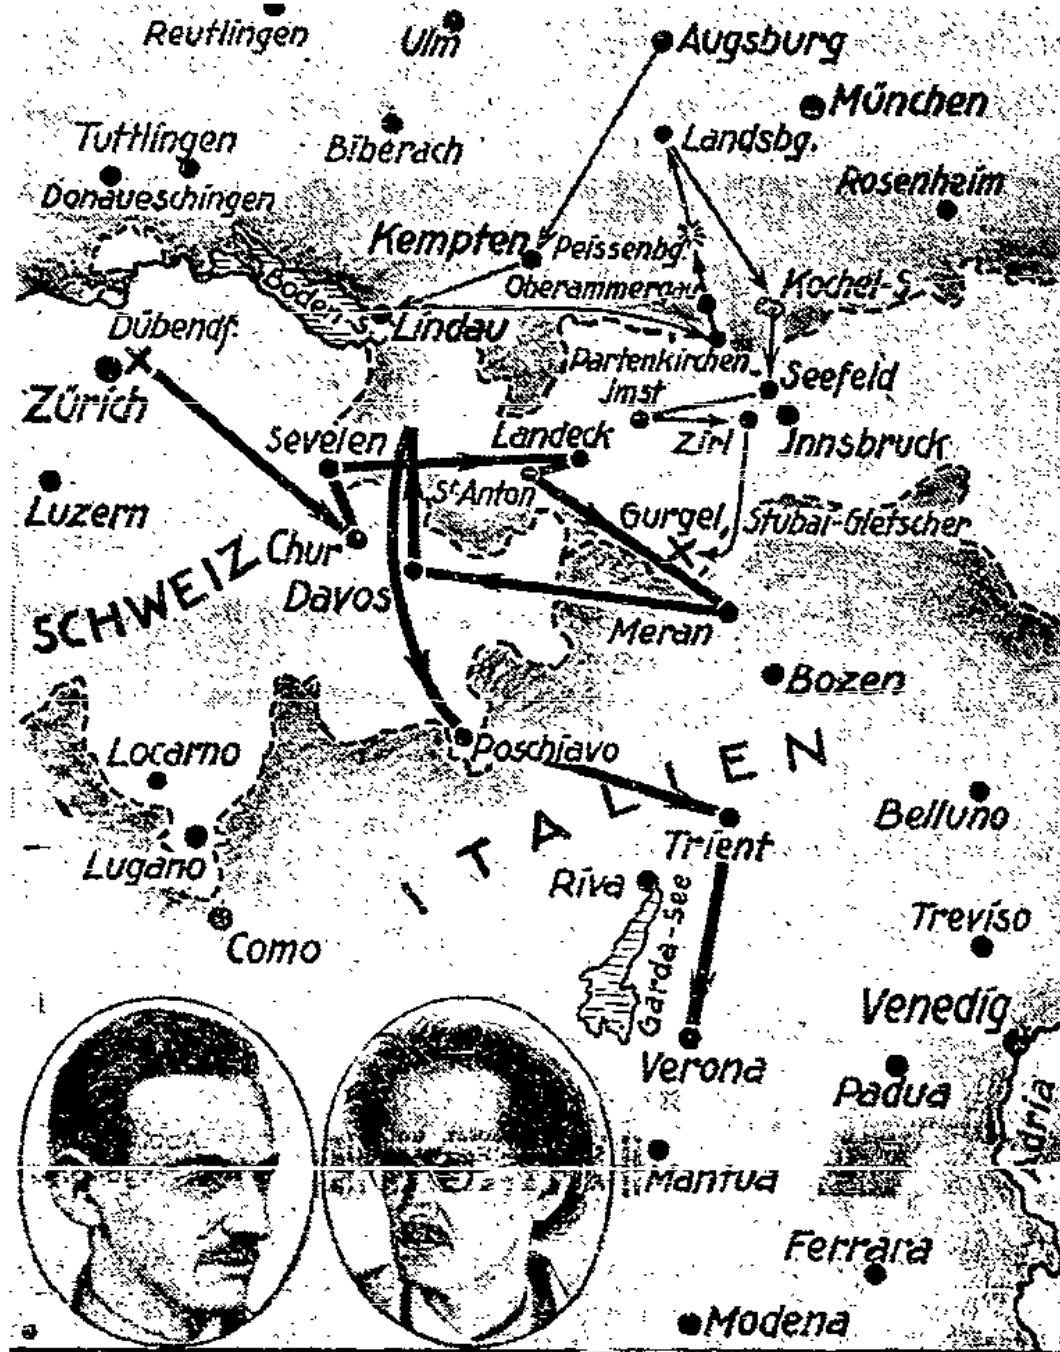 Reutlingen
Ulm
Augsburg
München
Tuttlingen
Biberach
Landsbg.
Donaueschingen
Rosenheim
Kempten
Peissenbg.
Oberammergau
Kochel-S.
Boden-S.
Lindau
Dübendf.
Partenkirchen
Zürich
Jmst
Seefeld
Sevelen
Landeck
Zirl
Jnnsbruck
Luzern
St. Anton
Gurgel
Stubai-Gletscher
Chur
SCHWEIZ
Davos
Meran
Bozen
Locarno
Poschiavo
ITALIEN
Belluno
Lugano
Trient
Riva
Garda-See
Treviso
Como
Venedig
Verona
Padua
Adria
Mantua
Ferrara
Modena